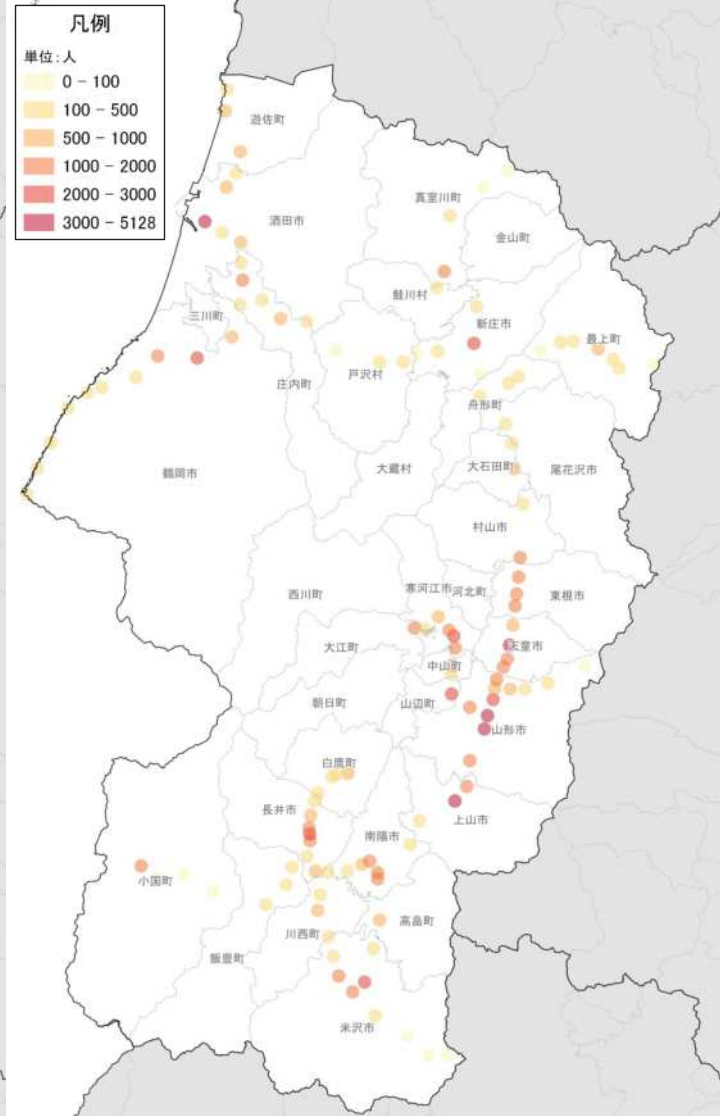 凡例
単位:人
0 - 100
100 - 500
500 - 1000
1000 - 2000
2000 - 3000
3000 - 5128
遊佐町
真室川町
酒田市
金山町
鮭川村
三川町
新庄市
最上町
戸沢村
庄内町
舟形町
鶴岡市
大蔵村
大石田町
尾花沢市
村山市
西川町
寒河江市
河北町
東根市
大江町
天童市
中山町
朝日町
山辺町
山形市
白鷹町
長井市
上山市
南陽市
小国町
高畠町
川西町
飯豊町
米沢市